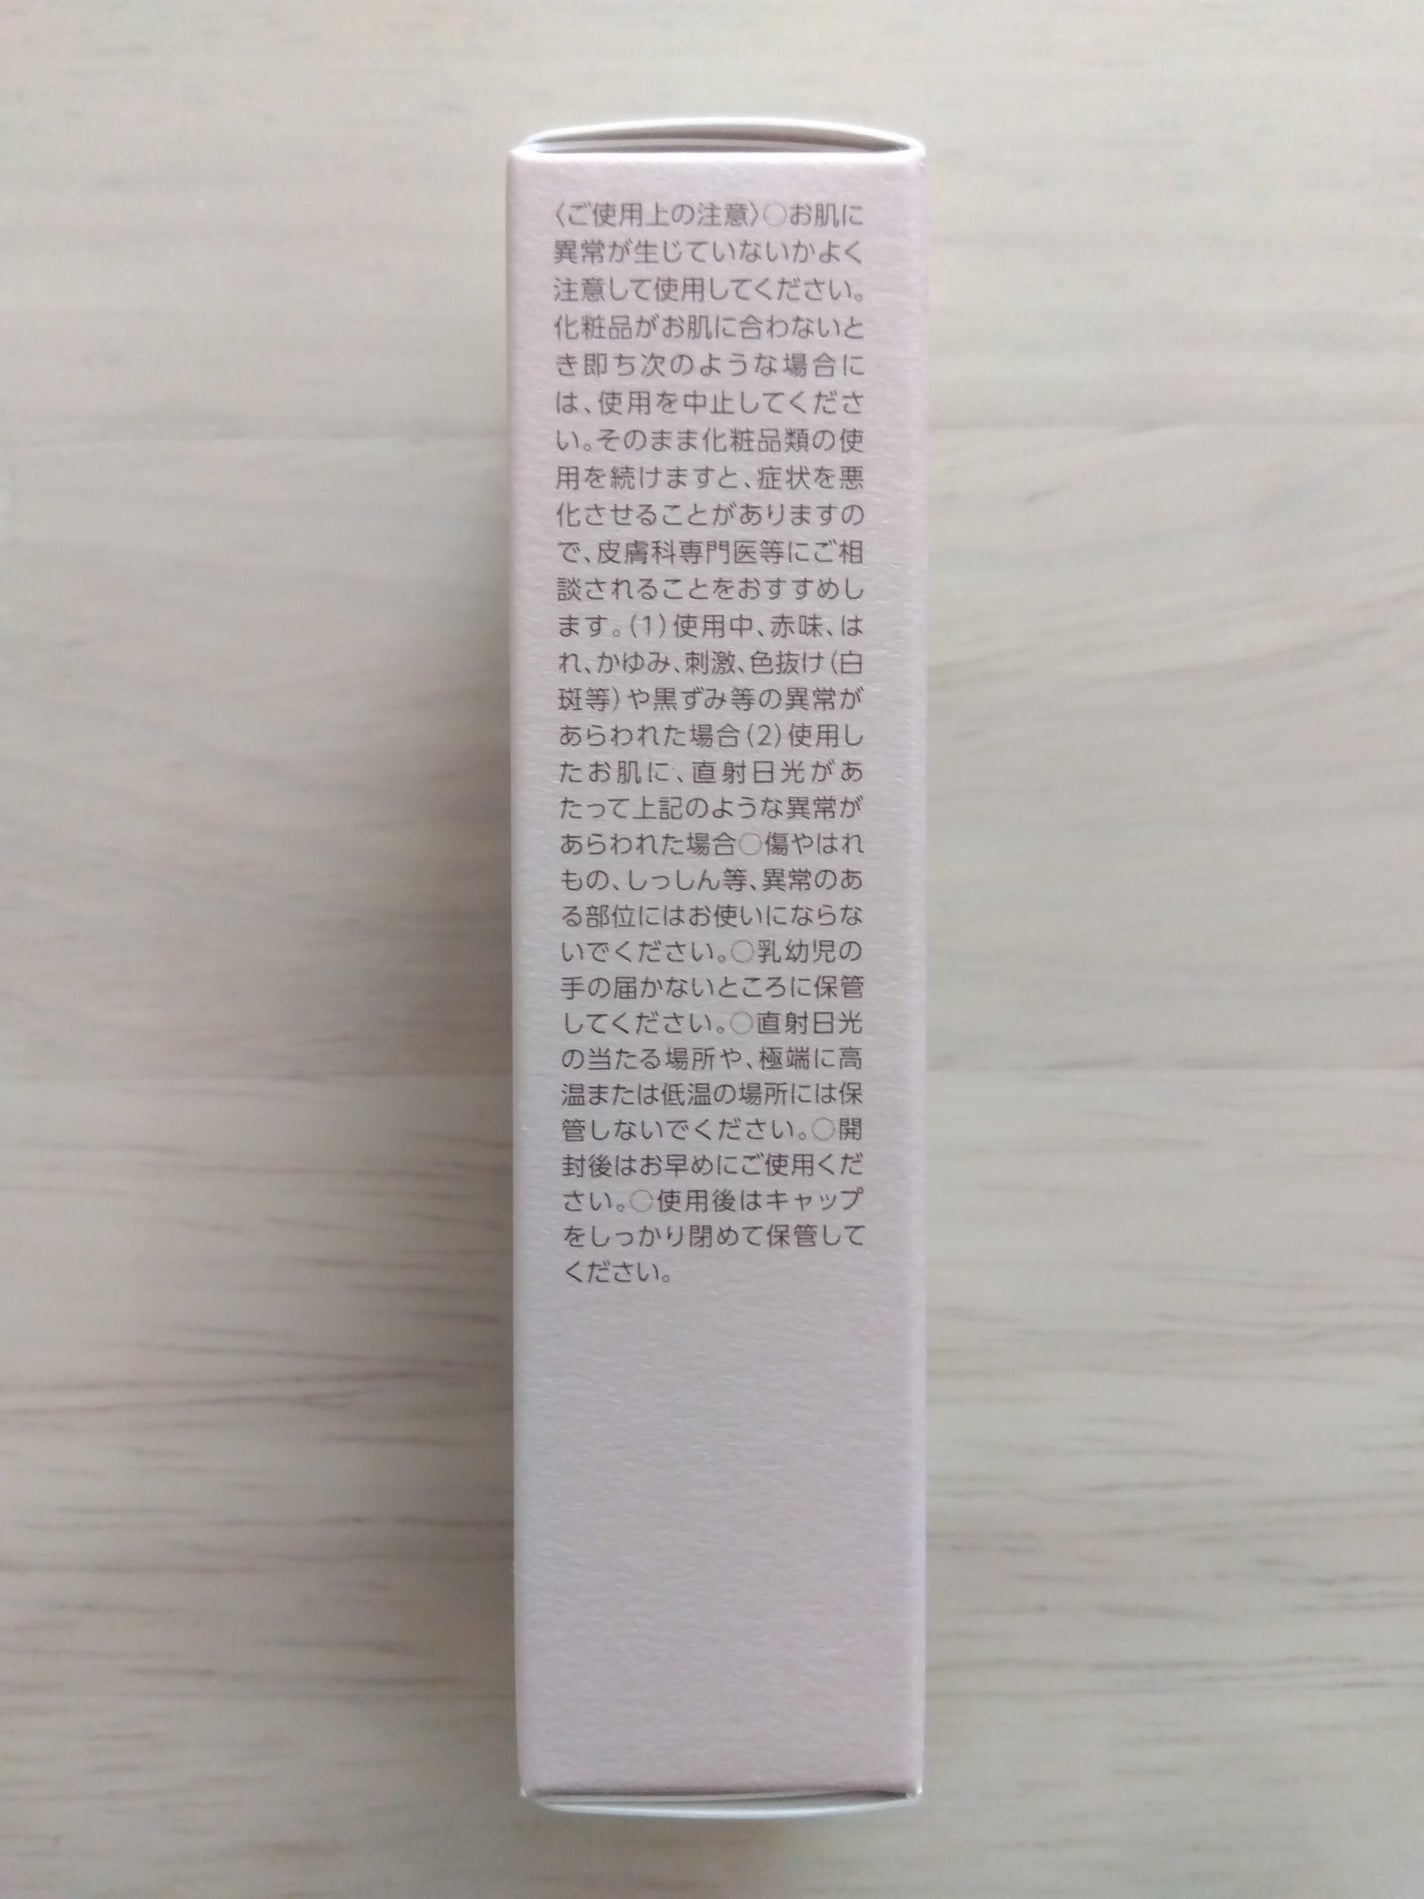 〈ご使用上の注意〉○お肌に
異常が生じていないかよく
注意して使用してください。
化粧品がお肌に合わないと
き即ち次のような場合に
は、使用を中止してくださ
い。そのまま化粧品類の使
用を続けますと、症状を悪
化させることがありますの
で、皮膚科専門医等にご相
談されることをおすすめし
ます。(1)使用中、赤味、は
れ、かゆみ、刺激、色抜け(白
斑等)や黒ずみ等の異常が
あらわれた場合(2)使用し
たお肌に、直射日光があ
たって上記のような異常が
あらわれた場合○傷やはれ
もの、しっしん等、異常のあ
る部位にはお使いにならな
いでください。○乳幼児の
手の届かないところに保管
してください。○直射日光
の当たる場所や、極端に高
温または低温の場所には保
管しないでください。○開
封後はお早めにご使用くだ
さい。○使用後はキャップ
をしっかり閉めて保管して
ください。